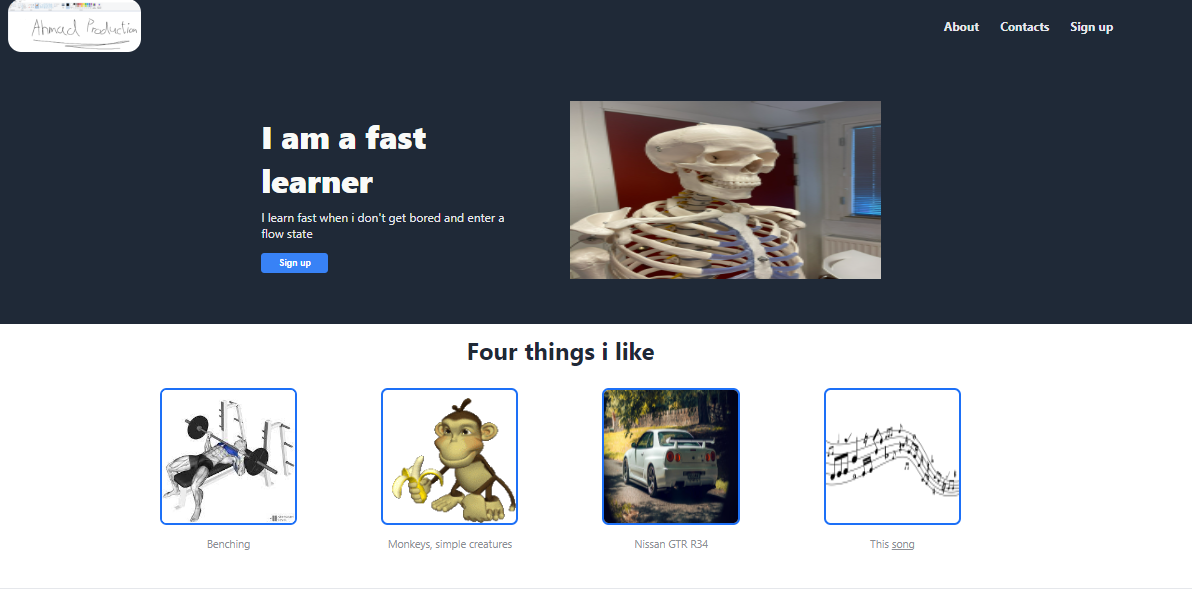 Ahmad Production
About Contacts Sign up
I am a fast
learner
I learn fast when i don't get bored and enter a
flow state
Sign up
Four things i like
Benching
Monkeys, simple creatures
Nissan GTR R34
This song